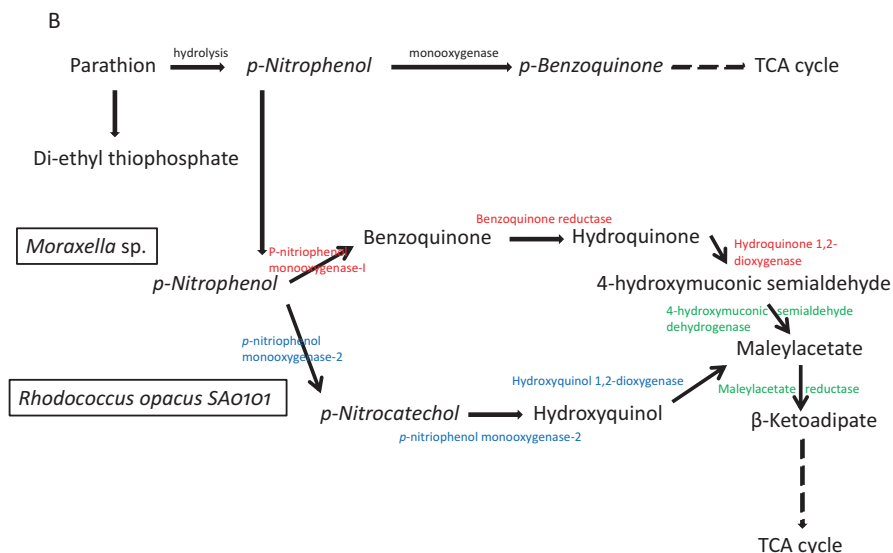 B
hydrolysis
monooxygenase
Parathion
p-Nitrophenol
p-Benzoquinone
TCA cycle
Di-ethyl thiophosphate
Moraxella sp.
P-nitriophenol
monooxygenase-l
Benzoquinone
Benzoquinone reductase
Hydroquinone
Hydroquinone 1,2-
dioxygenase
p-Nitrophenol
4-hydroxymuconic semialdehyde
4-hydroxymuconic semialdehyde
dehydrogenase
p-nitriophenol
monooxygenase-2
Maleylacetate
Rhodococcus opacus SA0101
Hydroxyquinol 1,2-dioxygenase
Maleylacetate reductase
p-Nitrocatechol
Hydroxyquinol
β-Ketoadipate
p-nitriophenol monooxygenase-2
TCA cycle